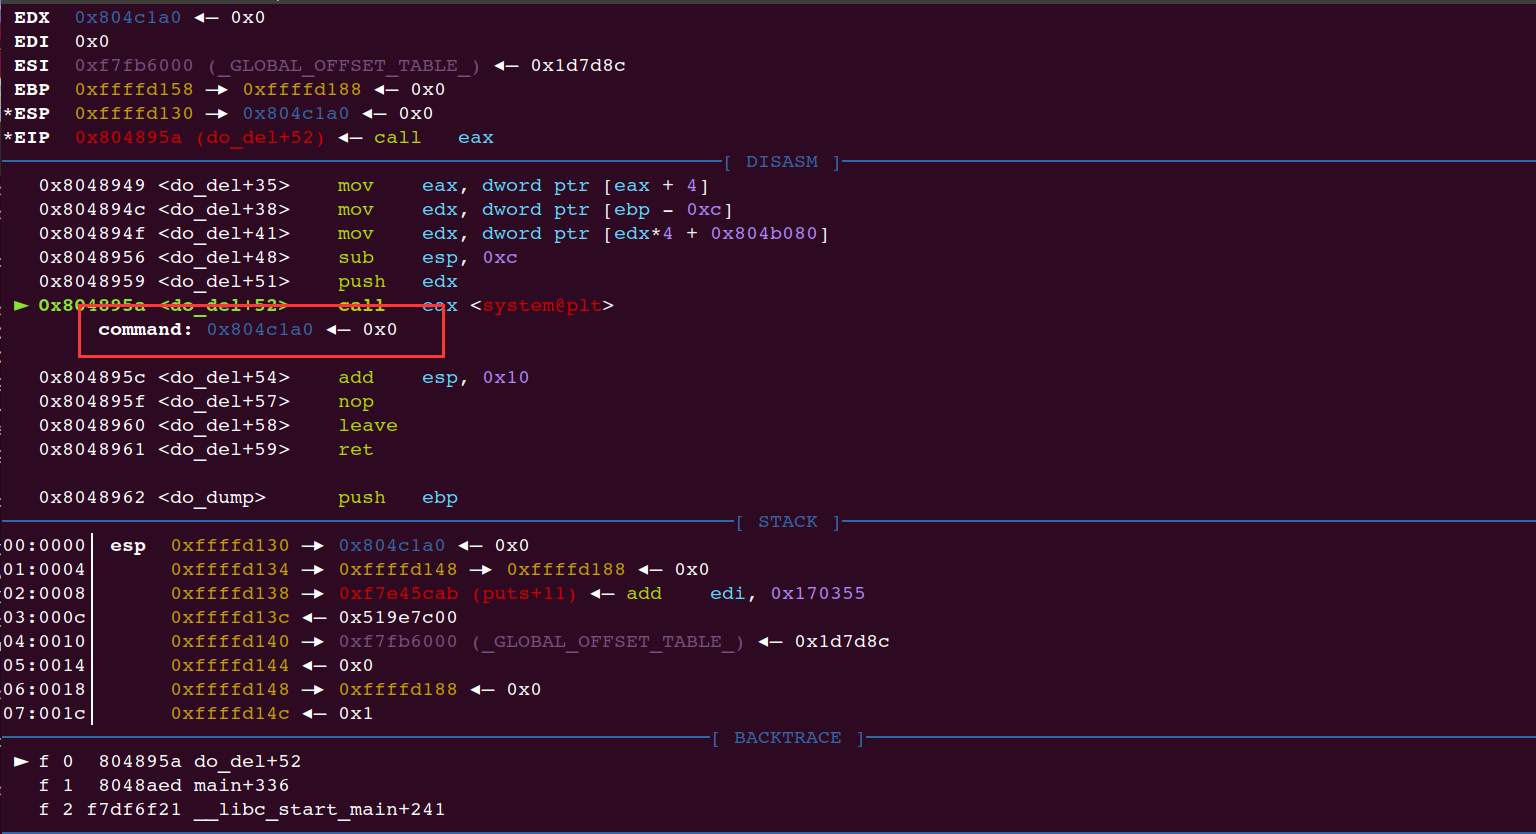 EDX 0x804c1a0 ◂— 0x0
EDI 0x0
ESI 0xf7fb6000 (_GLOBAL_OFFSET_TABLE_) ◂— 0x1d7d8c
EBP 0xffffd158 —▸ 0xffffd188 ◂— 0x0
*ESP 0xffffd130 —▸ 0x804c1a0 ◂— 0x0
*EIP 0x804895a (do_del+52) ◂— call eax
[ DISASM ]
0x8048949 <do_del+35> mov eax, dword ptr [eax + 4]
0x804894c <do_del+38> mov edx, dword ptr [ebp - 0xc]
0x804894f <do_del+41> mov edx, dword ptr [edx*4 + 0x804b080]
0x8048956 <do_del+48> sub esp, 0xc
0x8048959 <do_del+51> push edx
► 0x804895a <do_del+52> call eax <system@plt>
command: 0x804c1a0 ◂— 0x0
0x804895c <do_del+54> add esp, 0x10
0x804895f <do_del+57> nop
0x8048960 <do_del+58> leave
0x8048961 <do_del+59> ret
0x8048962 <do_dump> push ebp
[ STACK ]
00:0000│ esp 0xffffd130 —▸ 0x804c1a0 ◂— 0x0
01:0004│ 0xffffd134 —▸ 0xffffd148 —▸ 0xffffd188 ◂— 0x0
02:0008│ 0xffffd138 —▸ 0xf7e45cab (puts+11) ◂— add edi, 0x170355
03:000c│ 0xffffd13c ◂— 0x519e7c00
04:0010│ 0xffffd140 —▸ 0xf7fb6000 (_GLOBAL_OFFSET_TABLE_) ◂— 0x1d7d8c
05:0014│ 0xffffd144 ◂— 0x0
06:0018│ 0xffffd148 —▸ 0xffffd188 ◂— 0x0
07:001c│ 0xffffd14c ◂— 0x1
[ BACKTRACE ]
► f 0 804895a do_del+52
f 1 8048aed main+336
f 2 f7df6f21 __libc_start_main+241